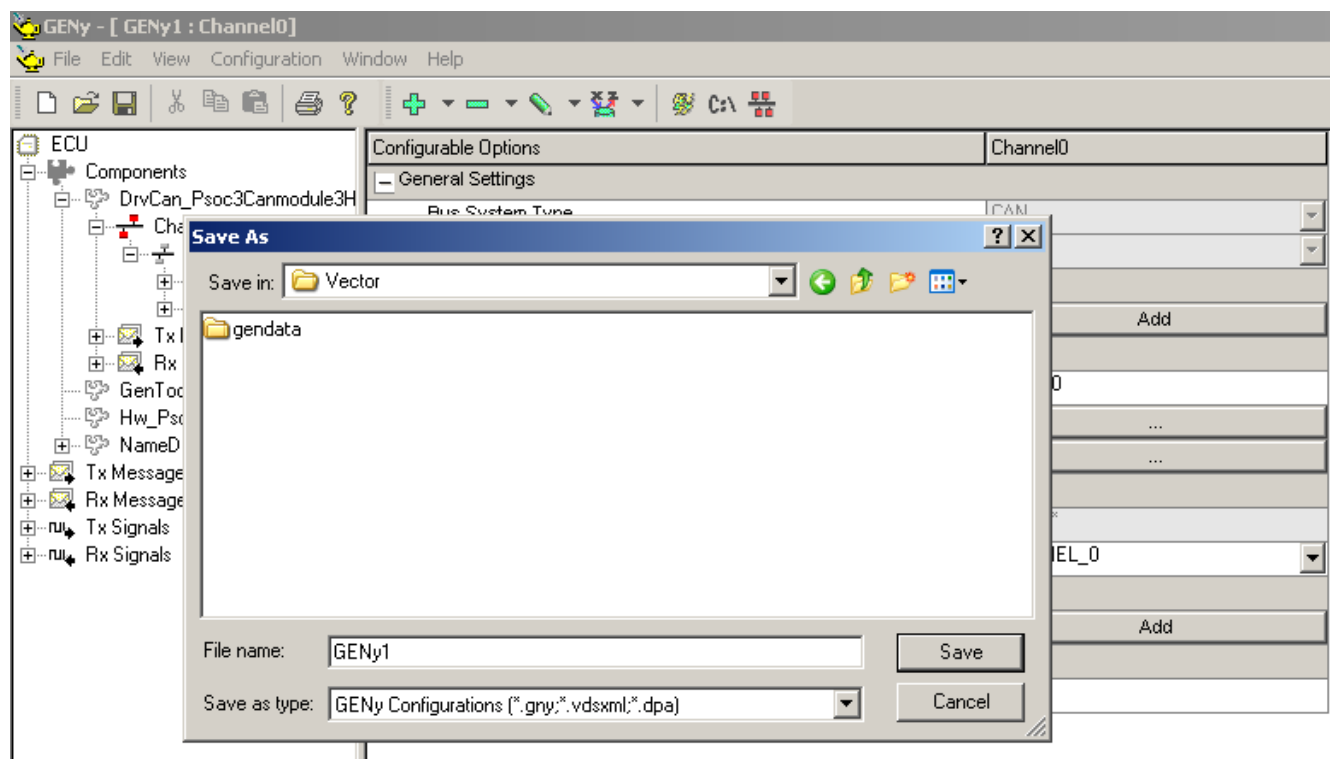 GENy - [ GENy1 : Channel0]
File Edit View Configuration Window Help
C:\
ECU
Components
DrvCan_Psoc3Canmodule3H
Cha
Tx
Rx
GenToo
Hw_Pso
NameD
Tx Message
Rx Message
Tx Signals
Rx Signals
Configurable Options Channel0
General Settings
Bus System Type CAN
Add
0
...
...
*
IEL_0
Add
Save As
Save in: Vector
gendata
File name: GENy1 Save
Save as type: GENy Configurations (*.gny;*.vdsxml;*.dpa) Cancel